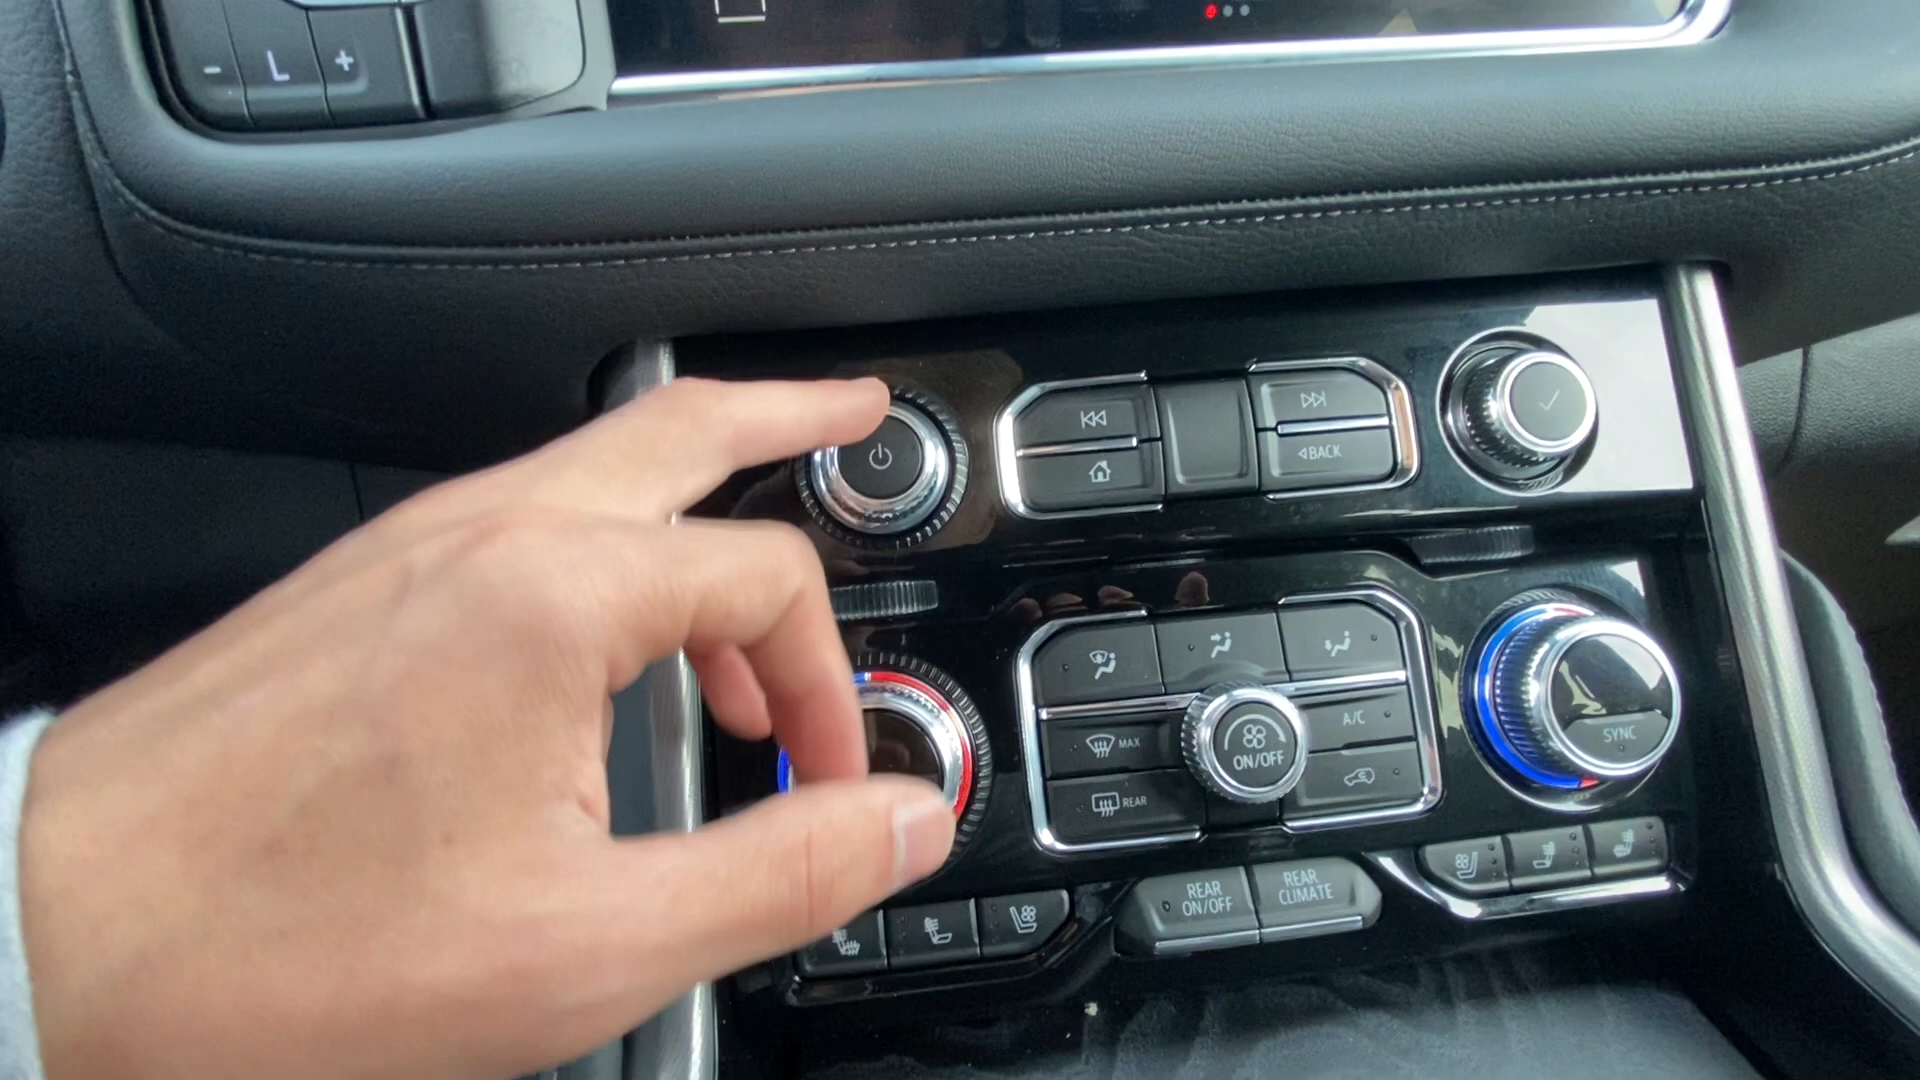 - L +
BACK
A/C
MAX
ON/OFF
SYNC
REAR
REAR
ON/OFF
REAR
CLIMATE